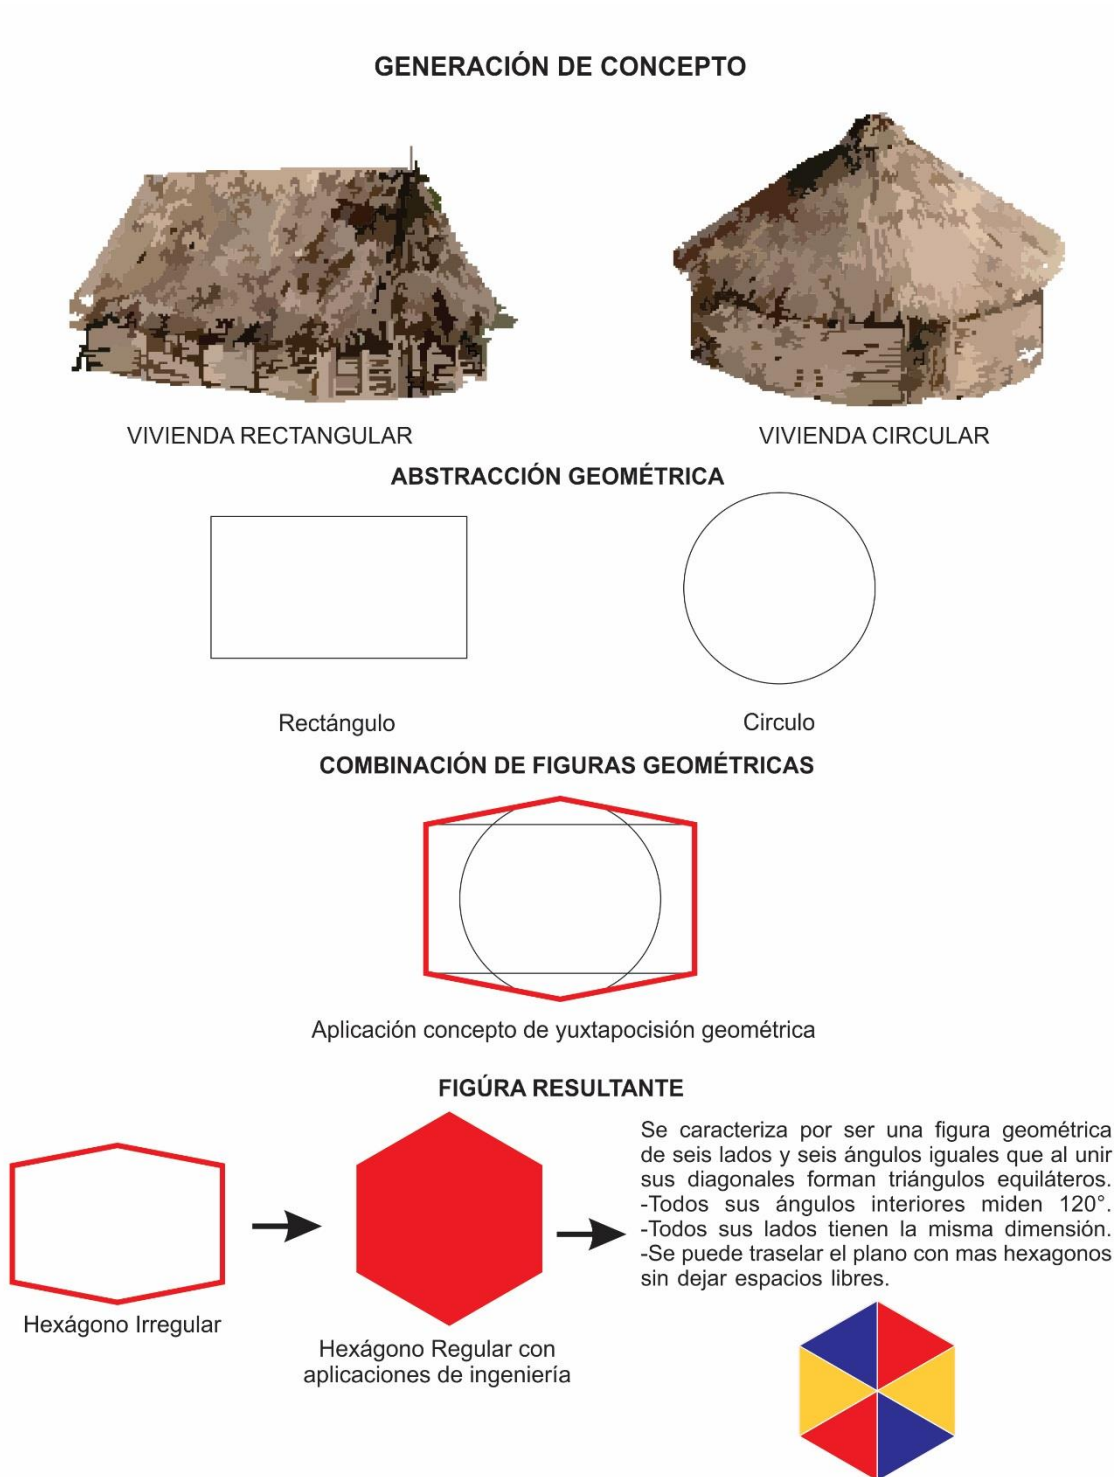 GENERACIÓN DE CONCEPTO
VIVIENDA RECTANGULAR
VIVIENDA CIRCULAR
ABSTRACCIÓN GEOMÉTRICA
Rectángulo
Circulo
COMBINACIÓN DE FIGURAS GEOMÉTRICAS
Aplicación concepto de yuxtapocisión geométrica
FIGÚRA RESULTANTE
Hexágono Irregular
Hexágono Regular con
aplicaciones de ingeniería
Se caracteriza por ser una figura geométrica
de seis lados y seis ángulos iguales que al unir
sus diagonales forman triángulos equiláteros.
-Todos sus ángulos interiores miden 120°.
-Todos sus lados tienen la misma dimensión.
-Se puede traselar el plano con mas hexagonos
sin dejar espacios libres.